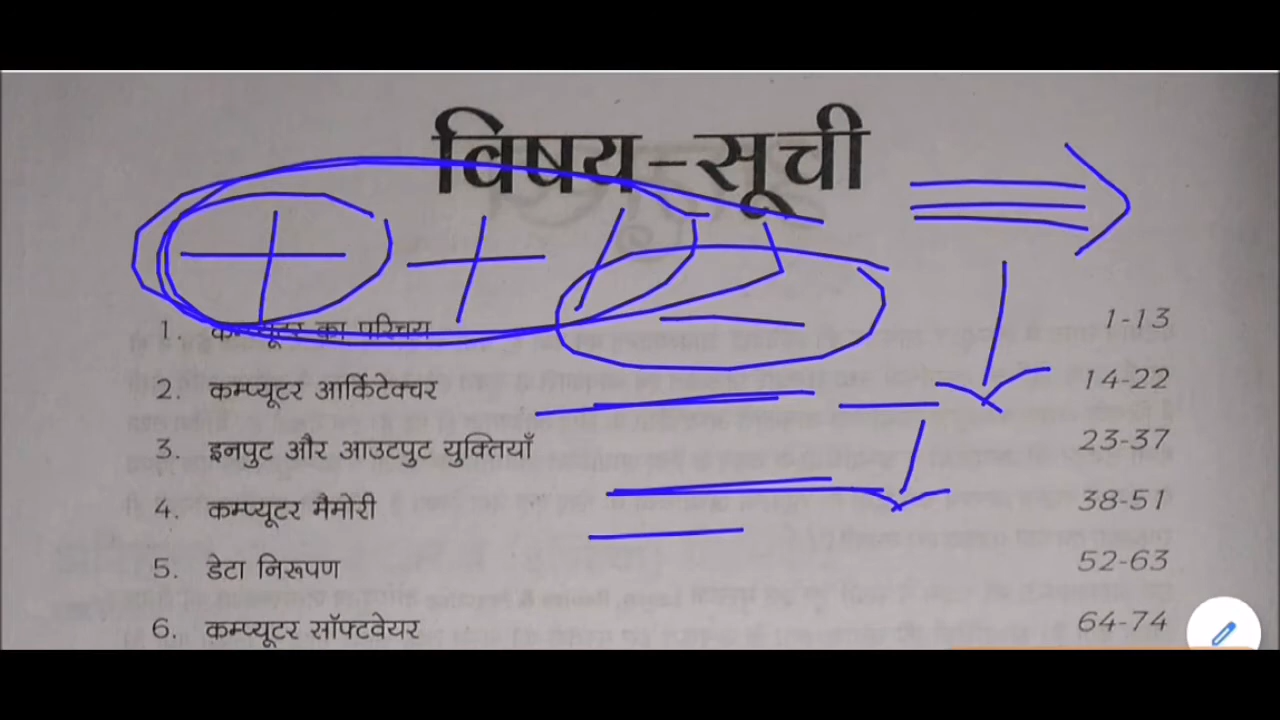 विषय-सूची
1. कम्प्यूटर का परिचय 1-13
2. कम्प्यूटर आर्किटेक्चर 14-22
3. इनपुट और आउटपुट युक्तियाँ 23-37
4. कम्प्यूटर मैमोरी 38-51
5. डेटा निरूपण 52-63
6. कम्प्यूटर सॉफ्टवेयर 64-74